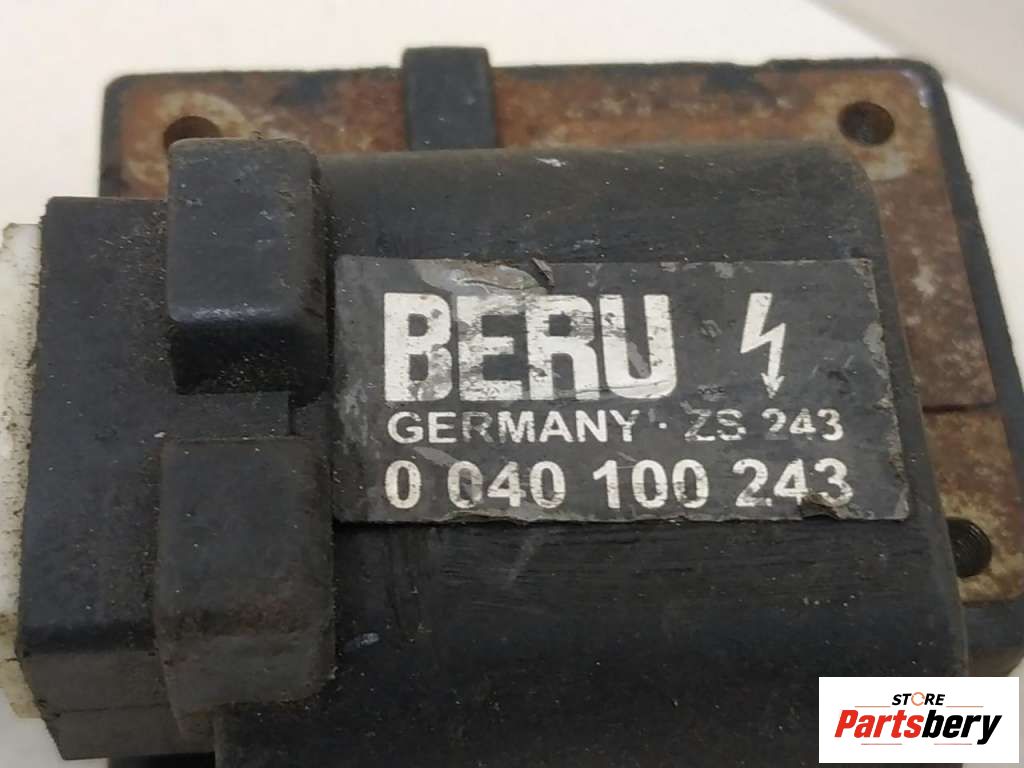 BERU
GERMANY · ZS 243
0 040 100 243
STORE
Partsbery